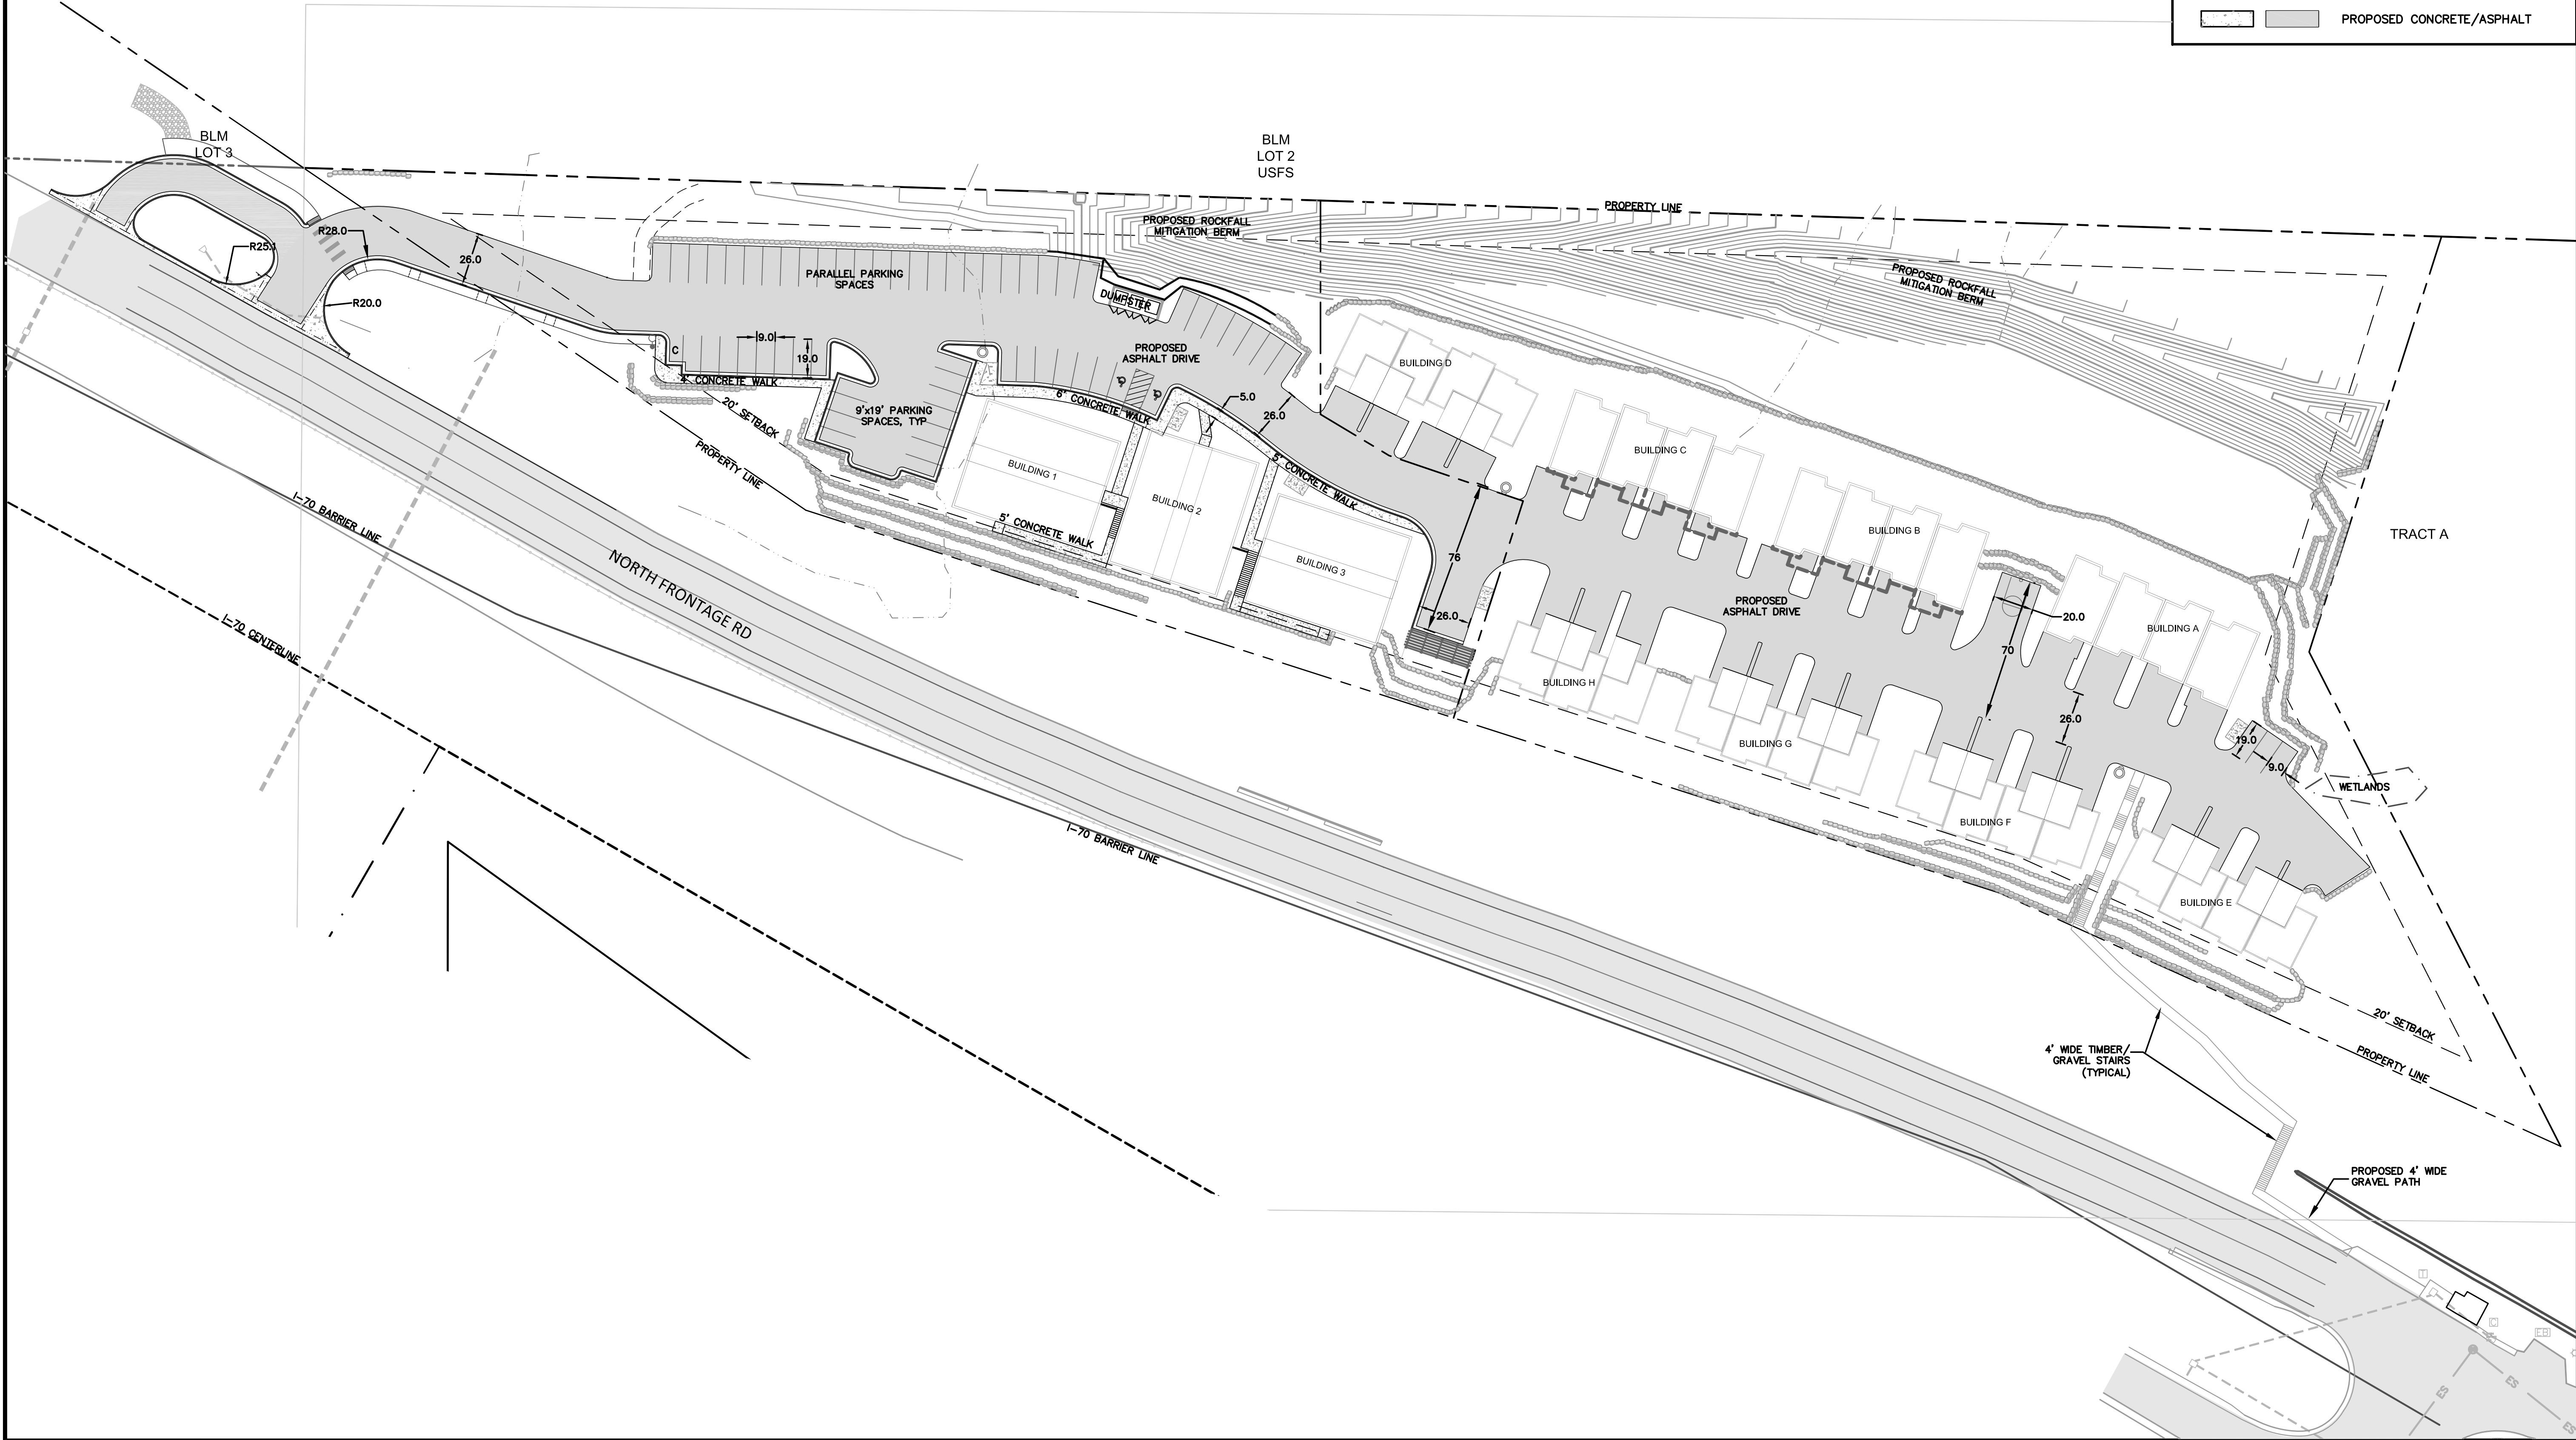 PROPOSED CONCRETE/ASPHALT
BLM
LOT 3
BLM
LOT 2
USFS
PROPERTY LINE
PROPOSED ROCKFALL
MITIGATION BERM
PROPOSED ROCKFALL
MITIGATION BERM
R25.1
R28.0
R20.0
26.0
PARALLEL PARKING
SPACES
DUMPSTER
9.0
19.0
C
4' CONCRETE WALK
PROPOSED
ASPHALT DRIVE
9'x19' PARKING
SPACES, TYP
6' CONCRETE WALK
5.0
26.0
20' SETBACK
PROPERTY LINE
BUILDING 1
BUILDING 2
BUILDING 3
5' CONCRETE WALK
5' CONCRETE WALK
76
26.0
BUILDING D
BUILDING C
BUILDING B
BUILDING A
PROPOSED
ASPHALT DRIVE
20.0
70
26.0
19.0
9.0
TRACT A
WETLANDS
BUILDING H
BUILDING G
BUILDING F
BUILDING E
I-70 BARRIER LINE
NORTH FRONTAGE RD
I-70 CENTERLINE
I-70 BARRIER LINE
20' SETBACK
PROPERTY LINE
4' WIDE TIMBER/
GRAVEL STAIRS
(TYPICAL)
PROPOSED 4' WIDE
GRAVEL PATH
T
C
EB
ES
ES
ES